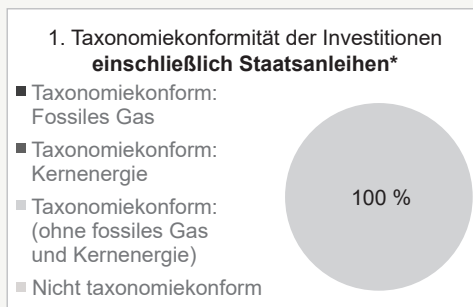 1. Taxonomiekonformität der Investitionen
einschließlich Staatsanleihen*
Taxonomiekonform:
Fossiles Gas
Taxonomiekonform:
Kernenergie
Taxonomiekonform:
(ohne fossiles Gas
und Kernenergie)
Nicht taxonomiekonform
100 %